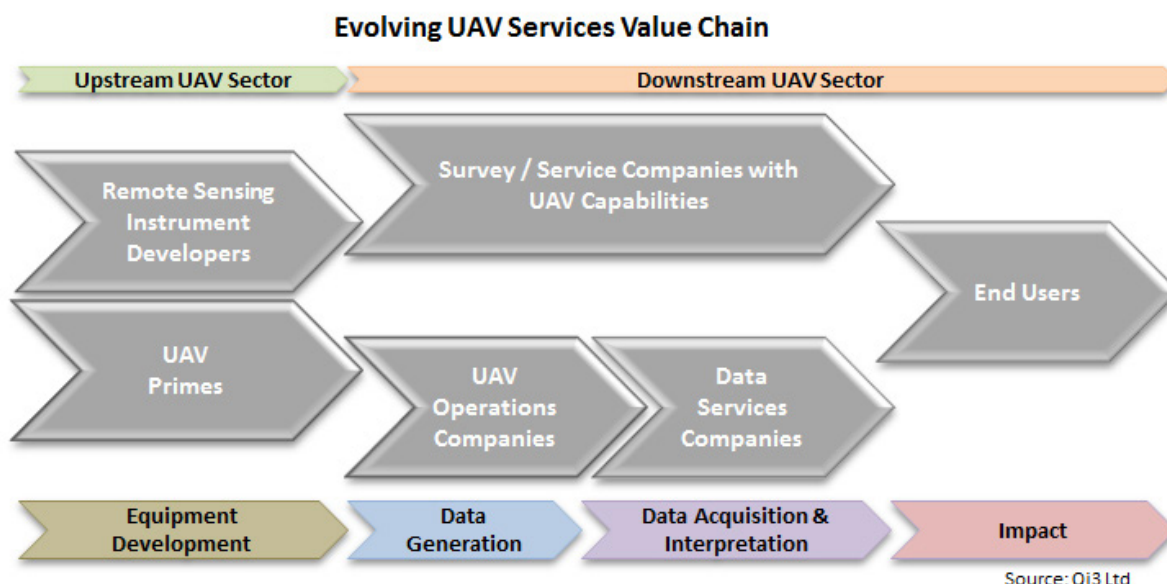 Evolving UAV Services Value Chain
Upstream UAV Sector
Downstream UAV Sector
Remote Sensing
Instrument
Developers
Survey / Service Companies with
UAV Capabilities
End Users
UAV
Primes
UAV
Operations
Companies
Data
Services
Companies
Equipment
Development
Data
Generation
Data Acquisition &
Interpretation
Impact
Source: Qi3 Ltd